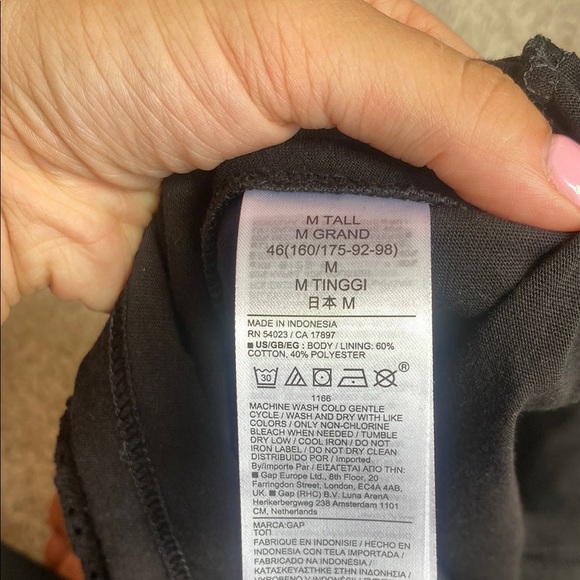 M TALL
M GRAND
46(160/175-92-98)
M
M TINGGI
日本 M
MADE IN INDONESIA
RN 54023 / CA 17897
■ US/GB/EG : BODY / LINING: 60%
COTTON, 40% POLYESTER
30 ®
1166
MACHINE WASH COLD GENTLE
CYCLE / WASH AND DRY WITH LIKE
COLORS / ONLY NON-CHLORINE
BLEACH WHEN NEEDED / TUMBLE
DRY LOW / COOL IRON / DO NOT
IRON LABEL / DO NOT DRY CLEAN
DISTRIBUIDO POR / Imported
By/Importe Par / ΕΙΣΑΓΕΤΑΙ ΑΠΟ:
■ Gap Europe Ltd., 8th Floor, 20
Farringdon Street, London, EC4A 4AB,
UK. ■ Gap (RHC) B.V. Luna ArenA
Herikerbergweg 238 Amsterdam 1101
CM, Netherlands
MARCA:GAP
ТОП
FABRIQUÉ EN INDONISIE / HECHO EN
INDONESIA CON TELA IMPORTADA /
FABRICADO NA INDONÉSIA /
ΚΑΤΑΣΚΕΥΑΣΤΗΚΕ ΣΤΗΝ ΙΝΔΟΝΗΣΙΑ /